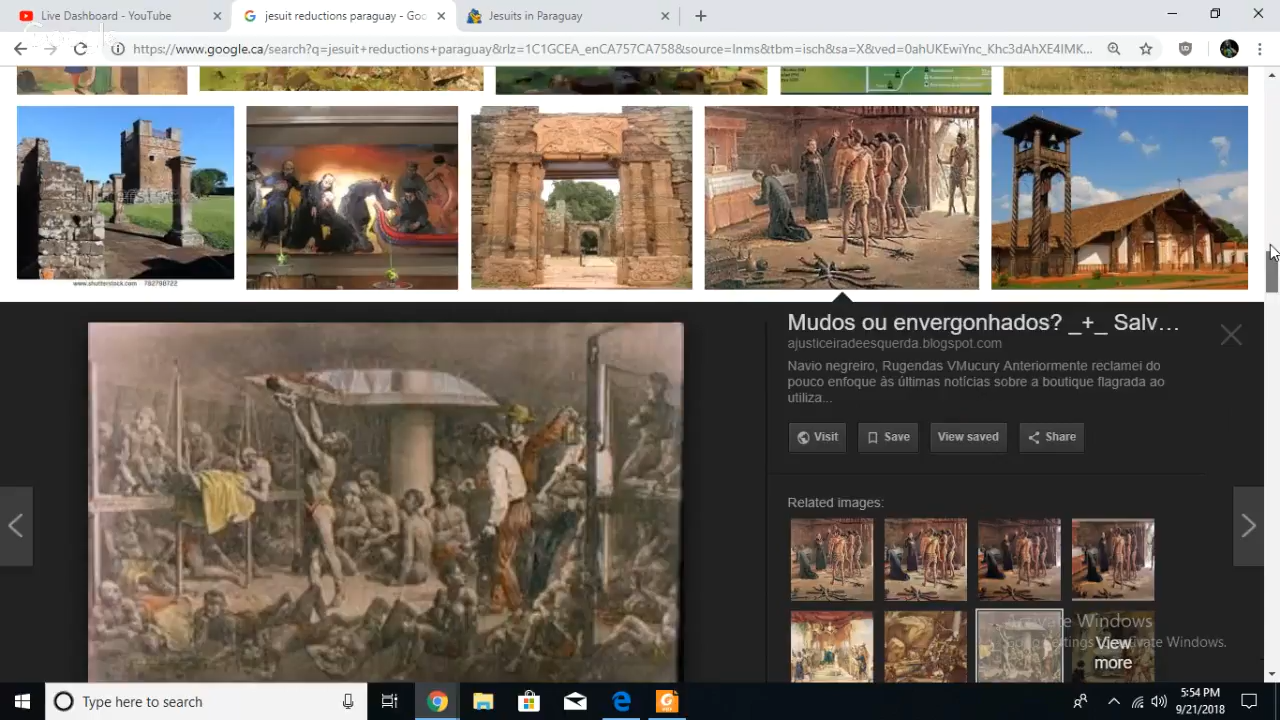 Live Dashboard - YouTube
jesuit reductions paraguay - Goo
Jesuits in Paraguay
https://www.google.ca/search?q=jesuit+reductions+paraguay&rlz=1C1GCEA_enCA757CA758&source=lnms&tbm=isch&sa=X&ved=0ahUKEwiYnc_Khc3dAhXE4IMK...
www.shutterstock.com · 782798722
Mudos ou envergonhados? _+_ Salv...
ajusticeiradeesquerda.blogspot.com
Navio negreiro, Rugendas VMucury Anteriormente reclamei do
pouco enfoque às últimas notícias sobre a boutique flagrada ao
utiliza...
Visit
Save
View saved
Share
Related images:
Activate Windows
Go to Settings to activate Windows.
View
more
Type here to search
5:54 PM
9/21/2018